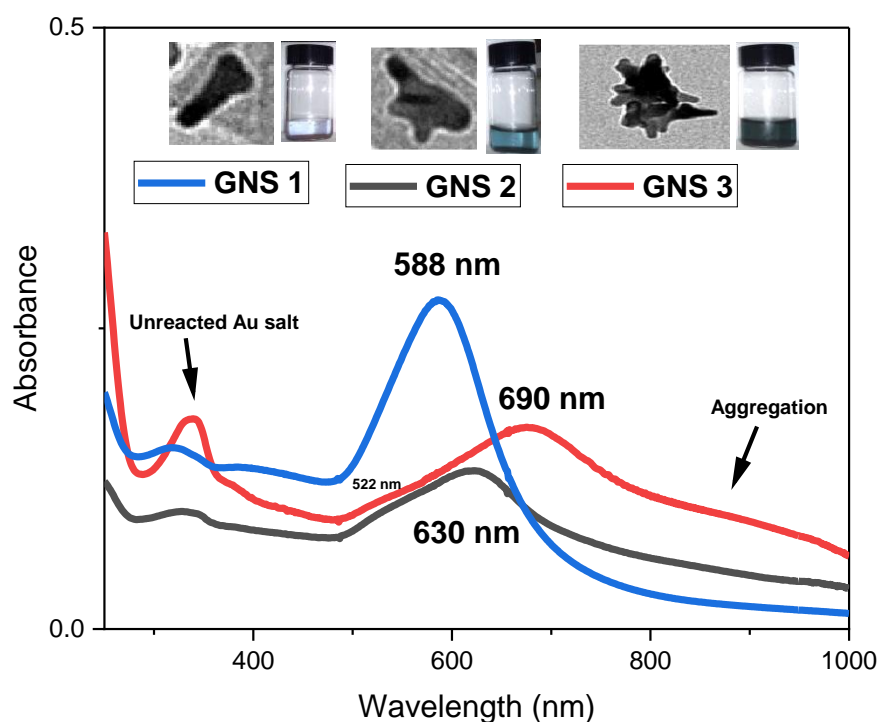 0.5
GNS 1
GNS 2
GNS 3
588 nm
Unreacted Au salt
690 nm
Aggregation
522 nm
630 nm
Absorbance
0.0
400
600
800
1000
Wavelength (nm)